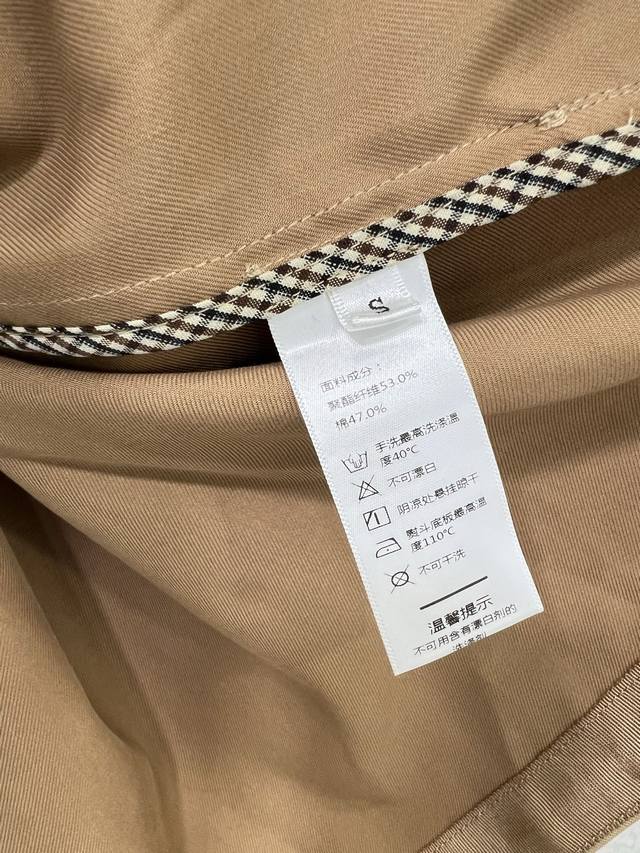 S
面料成分：
聚酯纤维53.0%
棉47.0%
手洗最高洗涤温
度40℃
不可漂白
阴凉处悬挂晾干
熨斗底板最高温
度110℃
不可干洗
温馨提示
不可用含有漂白剂的
洗涤剂